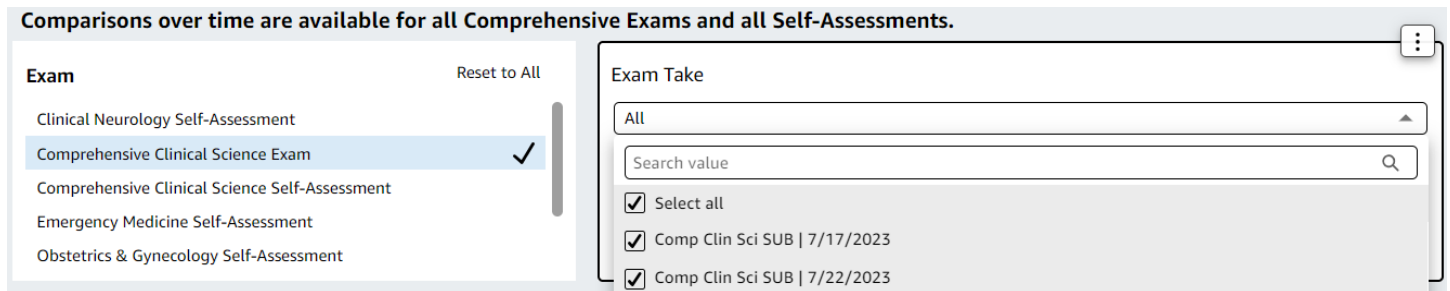 Comparisons over time are available for all Comprehensive Exams and all Self-Assessments.
Exam
Reset to All
Clinical Neurology Self-Assessment
Comprehensive Clinical Science Exam
Comprehensive Clinical Science Self-Assessment
Emergency Medicine Self-Assessment
Obstetrics & Gynecology Self-Assessment
Exam Take
All
Search value
Select all
Comp Clin Sci SUB | 7/17/2023
Comp Clin Sci SUB | 7/22/2023